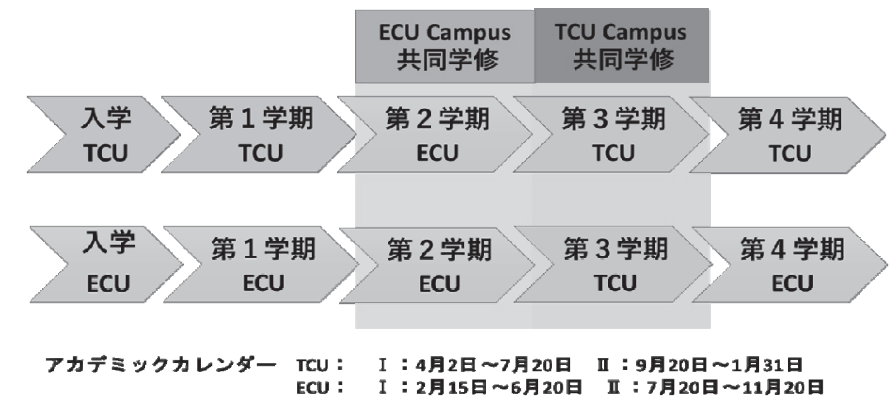 ECU Campus
共同学修
TCU Campus
共同学修
入学
TCU
第1学期
TCU
第2学期
ECU
第3学期
TCU
第4学期
TCU
入学
ECU
第1学期
ECU
第2学期
ECU
第3学期
TCU
第4学期
ECU
アカデミックカレンダー TCU： Ⅰ：4月2日～7月20日 Ⅱ：9月20日～1月31日
ECU： Ⅰ：2月15日～6月20日 Ⅱ：7月20日～11月20日